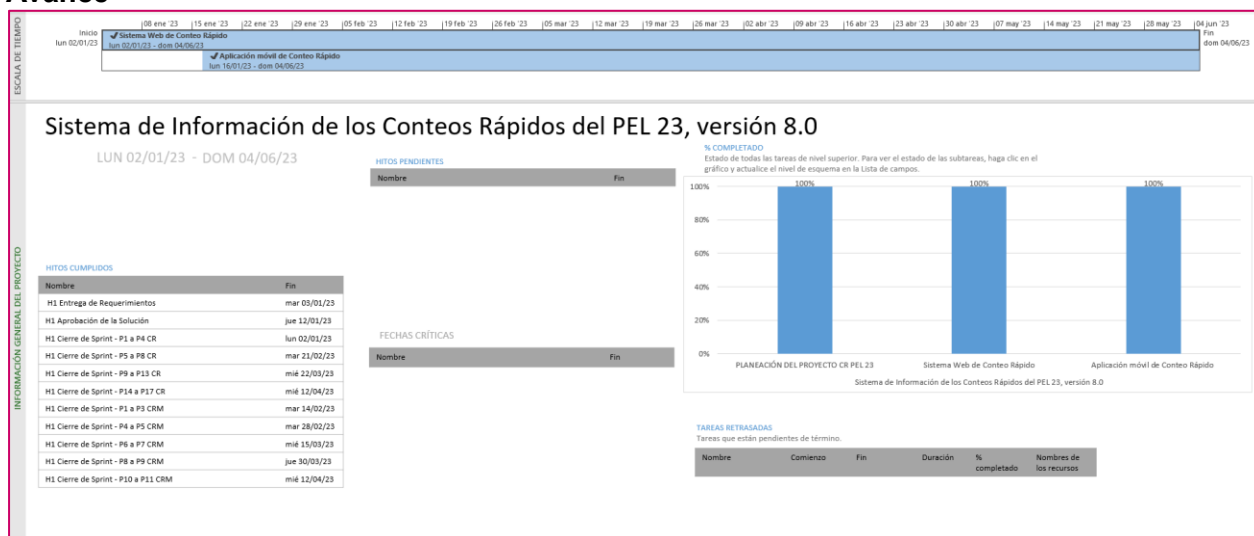 Avance
ESCALA DE TIEMPO
|08 ene '23 |15 ene '23 |22 ene '23 |29 ene '23 |05 feb '23 |12 feb '23 |19 feb '23 |26 feb '23 |05 mar '23 |12 mar '23 |19 mar '23 |26 mar '23 |02 abr '23 |09 abr '23 |16 abr '23 |23 abr '23 |30 abr '23 |07 may '23 |14 may '23 |21 may '23 |28 may '23 |04 jun '23
Inicio
lun 02/01/23
Sistema Web de Conteo Rápido
lun 02/01/23 - dom 04/06/23
Aplicación móvil de Conteo Rápido
lun 16/01/23 - dom 04/06/23
Fin
dom 04/06/23
INFORMACIÓN GENERAL DEL PROYECTO
Sistema de Información de los Conteos Rápidos del PEL 23, versión 8.0
LUN 02/01/23 - DOM 04/06/23
HITOS CUMPLIDOS
Nombre Fin
H1 Entrega de Requerimientos mar 03/01/23
H1 Aprobación de la Solución jue 12/01/23
H1 Cierre de Sprint - P1 a P4 CR lun 02/01/23
H1 Cierre de Sprint - P5 a P8 CR mar 21/02/23
H1 Cierre de Sprint - P9 a P13 CR mié 22/03/23
H1 Cierre de Sprint - P14 a P17 CR mié 12/04/23
H1 Cierre de Sprint - P1 a P3 CRM mar 14/02/23
H1 Cierre de Sprint - P4 a P5 CRM mar 28/02/23
H1 Cierre de Sprint - P6 a P7 CRM mié 15/03/23
H1 Cierre de Sprint - P8 a P9 CRM jue 30/03/23
H1 Cierre de Sprint - P10 a P11 CRM mié 12/04/23
HITOS PENDIENTES
Nombre Fin
FECHAS CRÍTICAS
Nombre Fin
% COMPLETADO
Estado de todas las tareas de nivel superior. Para ver el estado de las subtareas, haga clic en el
gráfico y actualice el nivel de esquema en la Lista de campos.
100% 100% 100%
100%
80%
60%
40%
20%
0%
PLANEACIÓN DEL PROYECTO CR PEL 23 Sistema Web de Conteo Rápido Aplicación móvil de Conteo Rápido
Sistema de Información de los Conteos Rápidos del PEL 23, versión 8.0
TAREAS RETRASADAS
Tareas que están pendientes de término.
Nombre Comienzo Fin Duración % completado Nombres de los recursos